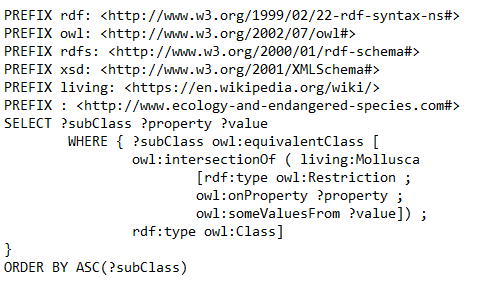 PREFIX rdf: <http://www.w3.org/1999/02/22-rdf-syntax-ns#>
PREFIX owl: <http://www.w3.org/2002/07/owl#>
PREFIX rdfs: <http://www.w3.org/2000/01/rdf-schema#>
PREFIX xsd: <http://www.w3.org/2001/XMLSchema#>
PREFIX living: <https://en.wikipedia.org/wiki/>
PREFIX : <http://www.ecology-and-endangered-species.com#>
SELECT ?subClass ?property ?value
WHERE { ?subClass owl:equivalentClass [
owl:intersectionOf ( living:Mollusca
[rdf:type owl:Restriction ;
owl:onProperty ?property ;
owl:someValuesFrom ?value]) ;
rdf:type owl:Class]
}
ORDER BY ASC(?subClass)